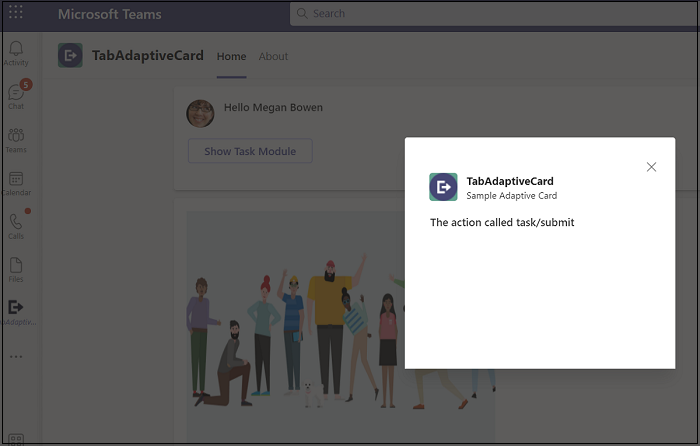 Microsoft Teams
Search
Activity
5
Chat
Teams
Calendar
Calls
Files
TabAdaptiveCard
Home
About
Hello Megan Bowen
Show Task Module
TabAdaptiveCard
Sample Adaptive Card
The action called task/submit